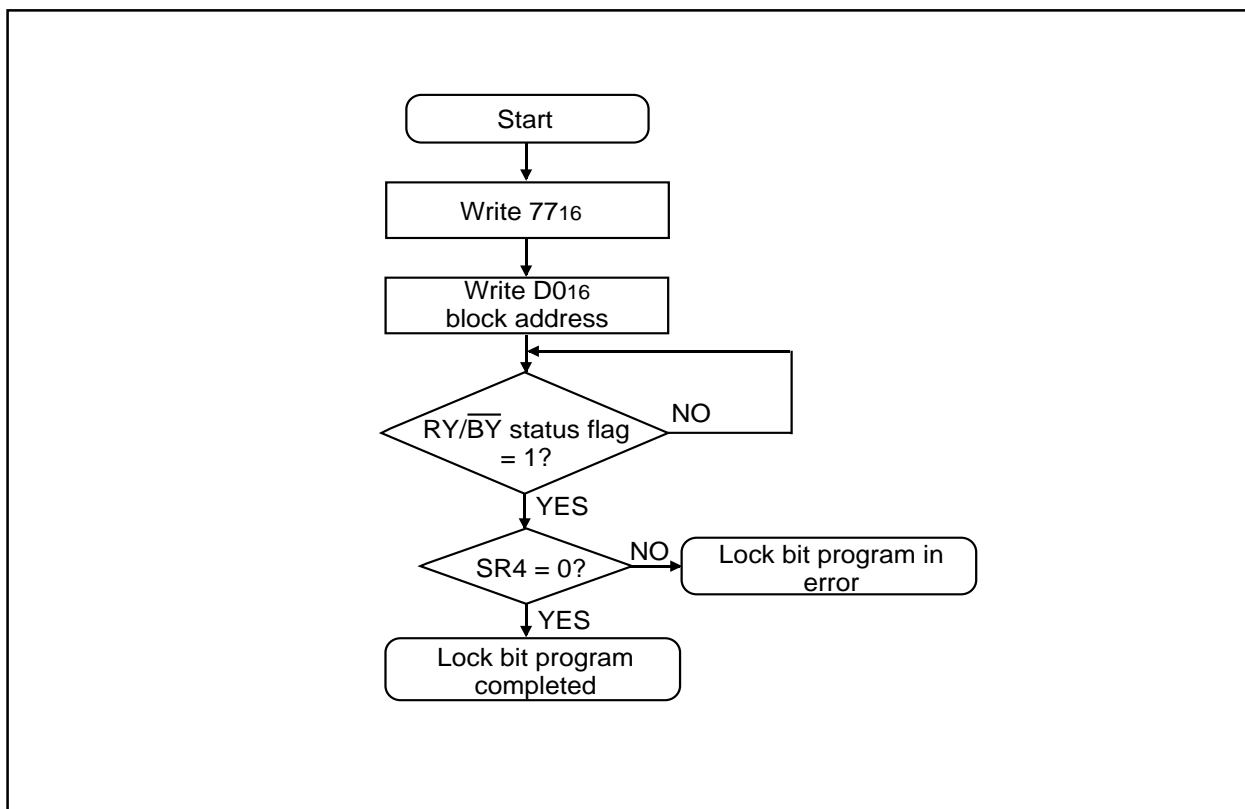 Start
Write 77₁₆
Write D0₁₆
block address
RY/B̅Y̅ status flag
= 1?
NO
YES
SR4 = 0?
NO
Lock bit program in
error
YES
Lock bit program
completed